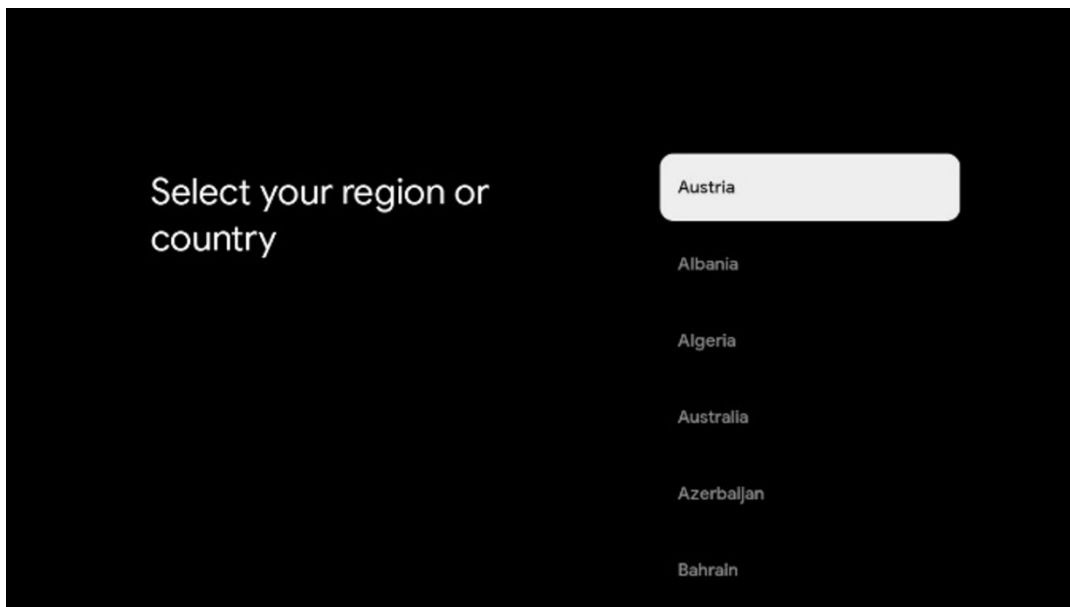 Select your region or
country
Austria
Albania
Algeria
Australia
Azerbaijan
Bahrain